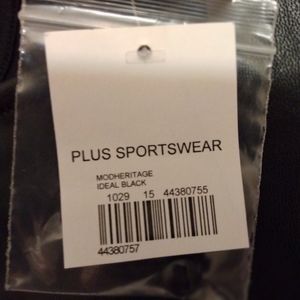 PLUS SPORTSWEAR
MODHERITAGE
IDEAL BLACK
1029 15 44380755
44380757